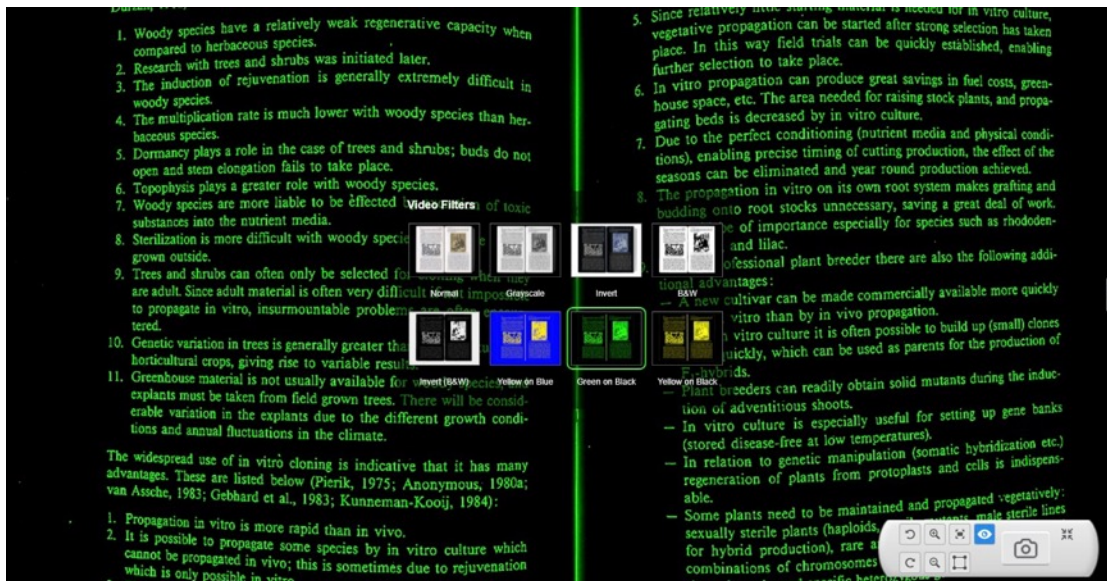 1. Woody species have a relatively weak regenerative capacity when
compared to herbaceous species.
2. Research with trees and shrubs was initiated later.
3. The induction of rejuvenation is generally extremely difficult in
woody species.
4. The multiplication rate is much lower with woody species than her-
baceous species.
5. Dormancy plays a role in the case of trees and shrubs; buds do not
open and stem elongation fails to take place.
6. Topophysis plays a greater role with woody species.
7. Woody species are more liable to be effected of toxic
substances into the nutrient media.
8. Sterilization is more difficult with woody
grown outside.
9. Trees and shrubs can often only be selected for cloning when they
are adult. Since adult material is often very difficult if not impossible
to propagate in vitro, insurmountable problems are often
tered.
10. Genetic variation in trees is generally greater
horticultural crops, giving rise to variable results.
11. Greenhouse material is not usually available for
explants must be taken from field grown trees. There will be consid-
erable variation in the explants due to the different growth condi-
tions and annual fluctuations in the climate.
The widespread use of in vitro cloning is indicative that it has many
advantages. These are listed below (Pierik, 1975; Anonymous, 1980a;
van Assche, 1983; Gebhard et al., 1983; Kunneman-Kooij, 1984):
1. Propagation in vitro is more rapid than in vivo.
2. It is possible to propagate some species by in vitro culture which
cannot be propagated in vivo; this is sometimes due to rejuvenation
which is only possible in vitro
5. Since relatively little starting material is needed for in vitro culture,
vegetative propagation can be started after strong selection has taken
place. In this way field trials can be quickly established, enabling
further selection to take place.
6. In vitro propagation can produce great savings in fuel costs, green-
house space, etc. The area needed for raising stock plants, and propa-
gating beds is decreased by in vitro culture.
7. Due to the perfect conditioning (nutrient media and physical condi-
tions), enabling precise timing of cutting production, the effect of the
seasons can be eliminated and year round production achieved.
8. The propagation in vitro on its own root system makes grafting and
budding onto root stocks unnecessary, saving a great deal of work.
of importance especially for species such as rhododen-
and lilac.
professional plant breeder there are also the following addi-
tional advantages:
— A new cultivar can be made commercially available more quickly
vitro than by in vivo propagation.
vitro culture it is often possible to build up (small) clones
quickly, which can be used as parents for the production of
F₁-hybrids.
— Plant breeders can readily obtain solid mutants during the induc-
tion of adventitious shoots.
— In vitro culture is especially useful for setting up gene banks
(stored disease-free at low temperatures).
— In relation to genetic manipulation (somatic hybridization etc.)
regeneration of plants from protoplasts and cells is indispens-
able.
— Some plants need to be maintained and propagated vegetatively:
sexually sterile plants (haploids, male sterile lines
for hybrid production), rare
combinations of chromosomes
Video Filters
Normal
Grayscale
Invert
B&W
Invert (B&W)
Yellow on Blue
Green on Black
Yellow on Black